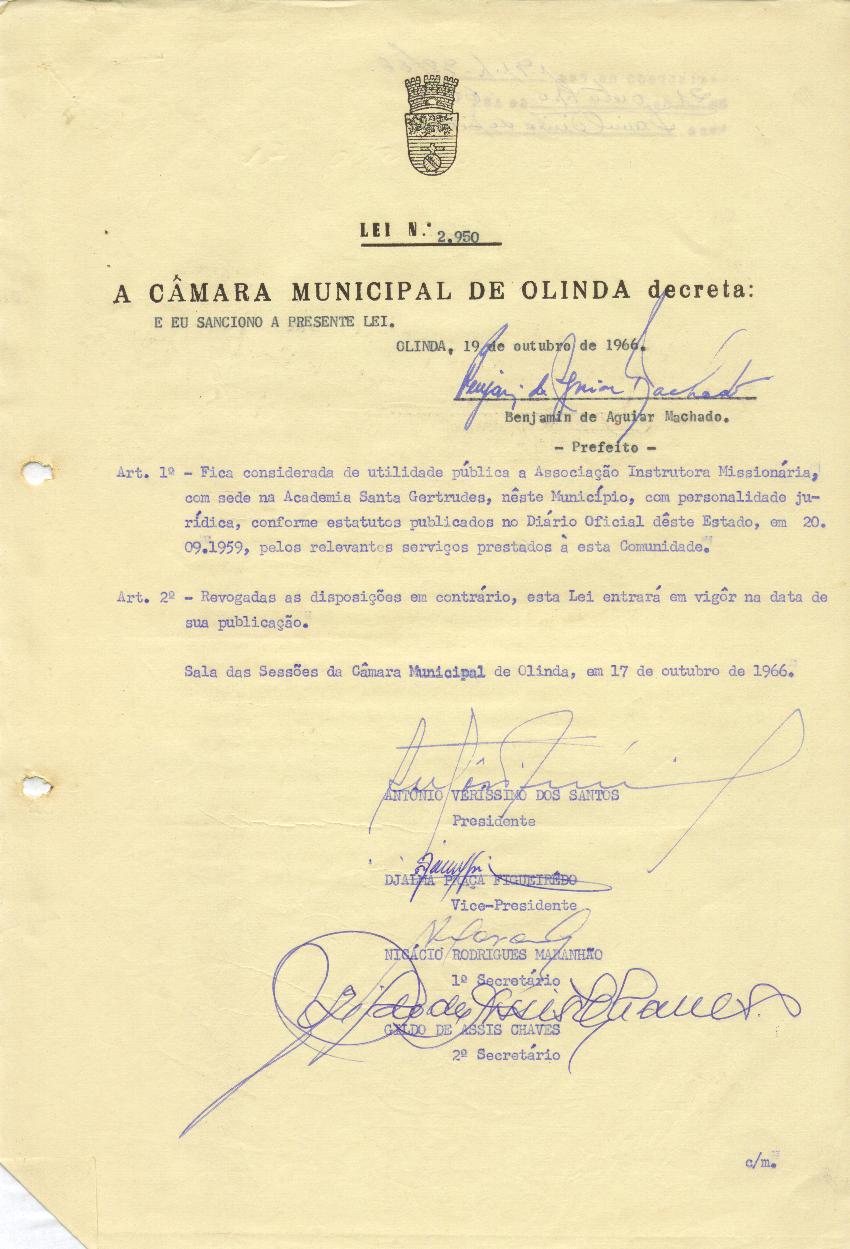 LEI N.º 2.950
A CÂMARA MUNICIPAL DE OLINDA decreta:
E EU SANCIONO A PRESENTE LEI.
OLINDA, 19 de outubro de 1966.
Benjamin de Aguiar Machado
Benjamin de Aguiar Machado.
- Prefeito -
Art. 1º - Fica considerada de utilidade pública a Associação Instrutora Missionária,
com sede na Academia Santa Gertrudes, nêste Município, com personalidade ju-
rídica, conforme estatutos publicados no Diário Oficial dêste Estado, em 20.
09.1959, pelos relevantes serviços prestados à esta Comunidade."
Art. 2º - Revogadas as disposições em contrário, esta Lei entrará em vigôr na data de
sua publicação."
Sala das Sessões da Câmara Municipal de Olinda, em 17 de outubro de 1966."
ANTÔNIO VERÍSSIMO DOS SANTOS
Presidente
DJALMA PRAÇA FIGUEIRÊDO
Vice-Presidente
NICÁCIO RODRIGUES MARANHÃO
1º Secretário
GILDO DE ASSIS CHAVES
2º Secretário
c/m."